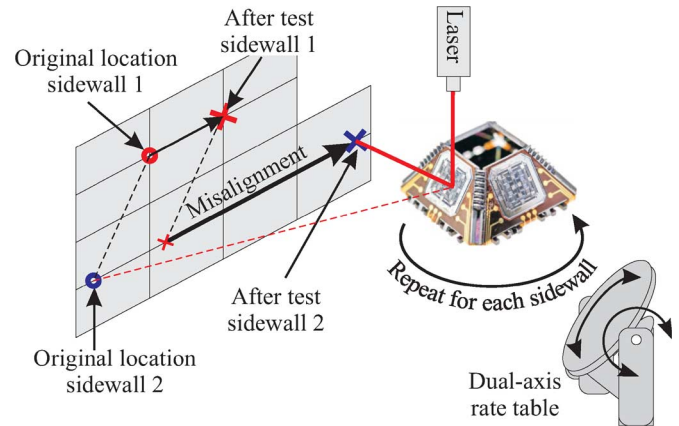 After test
sidewall 1
Original location
sidewall 1
Laser
Misalignment
After test
sidewall 2
Original location
sidewall 2
Repeat for each sidewall
Dual-axis
rate table